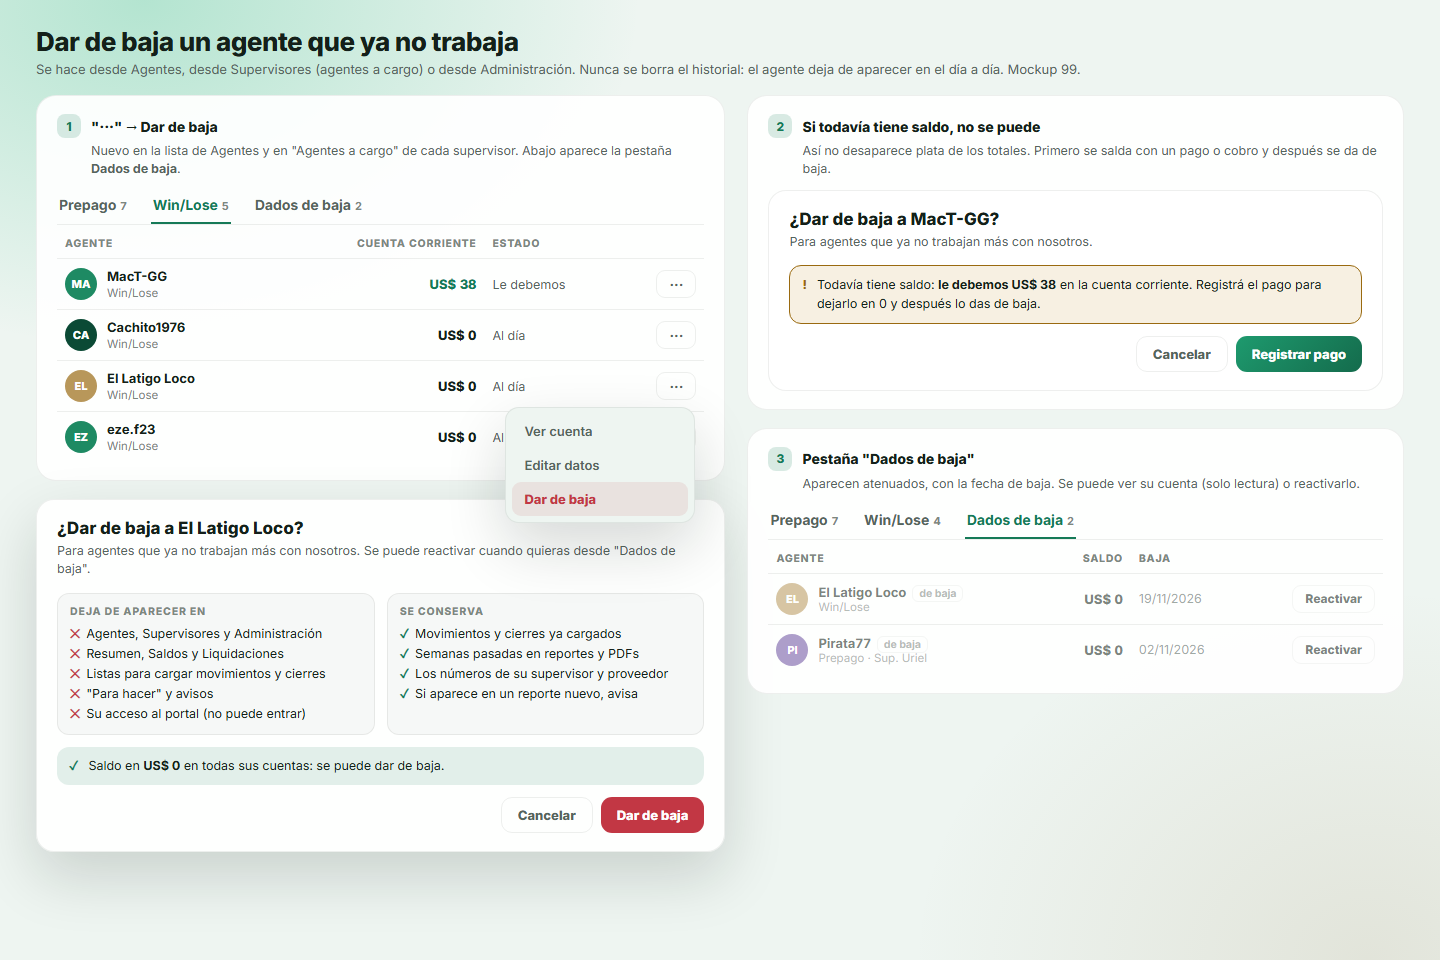 Dar de baja un agente que ya no trabaja
Se hace desde Agentes, desde Supervisores (agentes a cargo) o desde Administración. Nunca se borra el historial: el agente deja de aparecer en el día a día. Mockup 99.
1
"···" → Dar de baja
Nuevo en la lista de Agentes y en "Agentes a cargo" de cada supervisor. Abajo aparece la pestaña
Dados de baja.
Prepago 7 Win/Lose 5 Dados de baja 2
AGENTE CUENTA CORRIENTE ESTADO
MA MacT-GG US$ 38 Le debemos ···
Win/Lose
CA Cachito1976 US$ 0 Al día ···
Win/Lose
EL El Latigo Loco US$ 0 Al día ···
Win/Lose
EZ eze.f23 US$ 0 Al
Win/Lose
Ver cuenta
Editar datos
Dar de baja
¿Dar de baja a El Latigo Loco?
Para agentes que ya no trabajan más con nosotros. Se puede reactivar cuando quieras desde "Dados de
baja".
DEJA DE APARECER EN
✕ Agentes, Supervisores y Administración
✕ Resumen, Saldos y Liquidaciones
✕ Listas para cargar movimientos y cierres
✕ "Para hacer" y avisos
✕ Su acceso al portal (no puede entrar)
SE CONSERVA
✓ Movimientos y cierres ya cargados
✓ Semanas pasadas en reportes y PDFs
✓ Los números de su supervisor y proveedor
✓ Si aparece en un reporte nuevo, avisa
✓ Saldo en US$ 0 en todas sus cuentas: se puede dar de baja.
Cancelar Dar de baja
2
Si todavía tiene saldo, no se puede
Así no desaparece plata de los totales. Primero se salda con un pago o cobro y después se da de
baja.
¿Dar de baja a MacT-GG?
Para agentes que ya no trabajan más con nosotros.
! Todavía tiene saldo: le debemos US$ 38 en la cuenta corriente. Registrá el pago para
dejarlo en 0 y después lo das de baja.
Cancelar Registrar pago
3
Pestaña "Dados de baja"
Aparecen atenuados, con la fecha de baja. Se puede ver su cuenta (solo lectura) o reactivarlo.
Prepago 7 Win/Lose 4 Dados de baja 2
AGENTE SALDO BAJA
EL El Latigo Loco de baja US$ 0 19/11/2026 Reactivar
Win/Lose
PI Pirata77 de baja US$ 0 02/11/2026 Reactivar
Prepago · Sup. Uriel